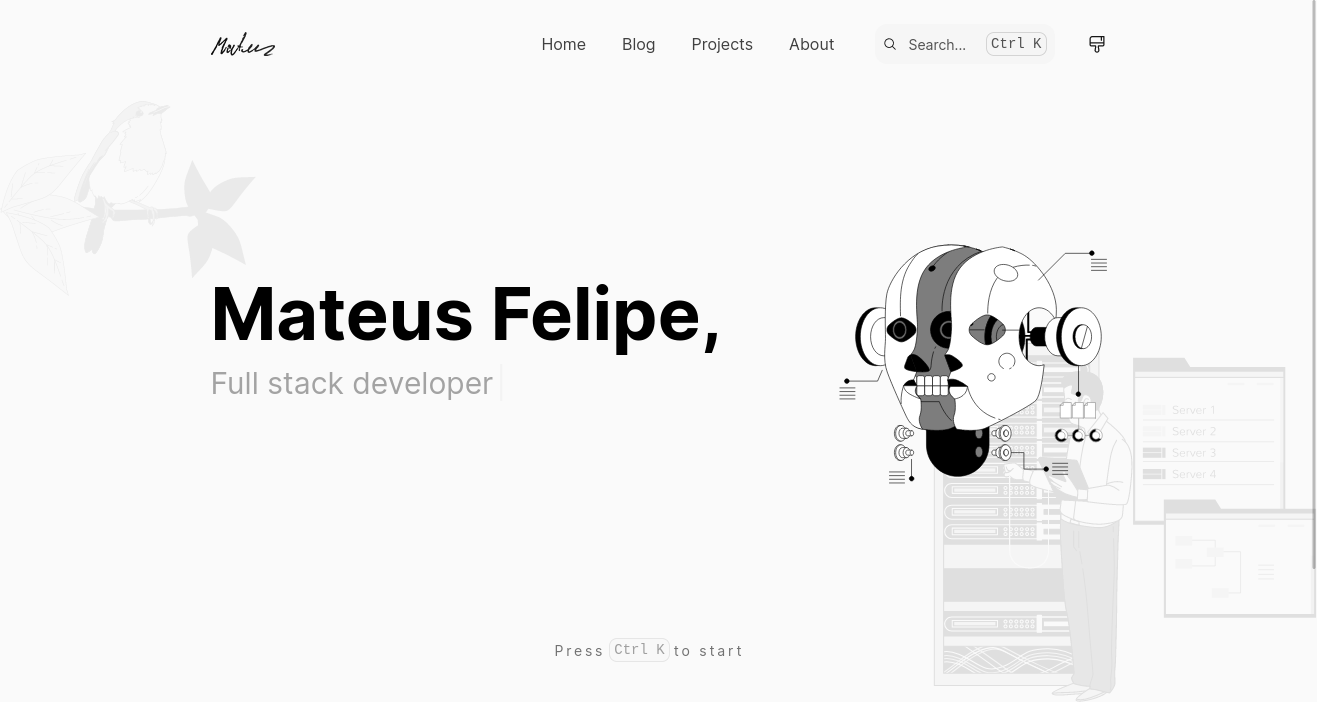 Mateus
Home
Blog
Projects
About
Search...
Ctrl K
Mateus Felipe,
Full stack developer
Server 1
Server 2
Server 3
Server 4
Press Ctrl K to start